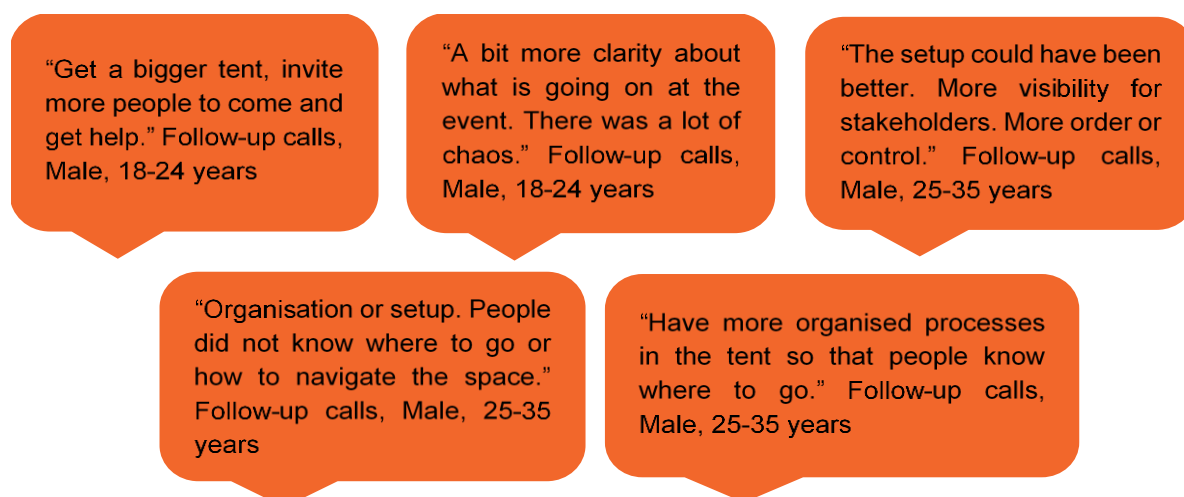 “Get a bigger tent, invite
more people to come and
get help.” Follow-up calls,
Male, 18-24 years
“A bit more clarity about
what is going on at the
event. There was a lot of
chaos.” Follow-up calls,
Male, 18-24 years
“The setup could have been
better. More visibility for
stakeholders. More order or
control.” Follow-up calls,
Male, 25-35 years
“Organisation or setup. People
did not know where to go or
how to navigate the space.”
Follow-up calls, Male, 25-35
years
“Have more organised processes
in the tent so that people know
where to go.” Follow-up calls,
Male, 25-35 years